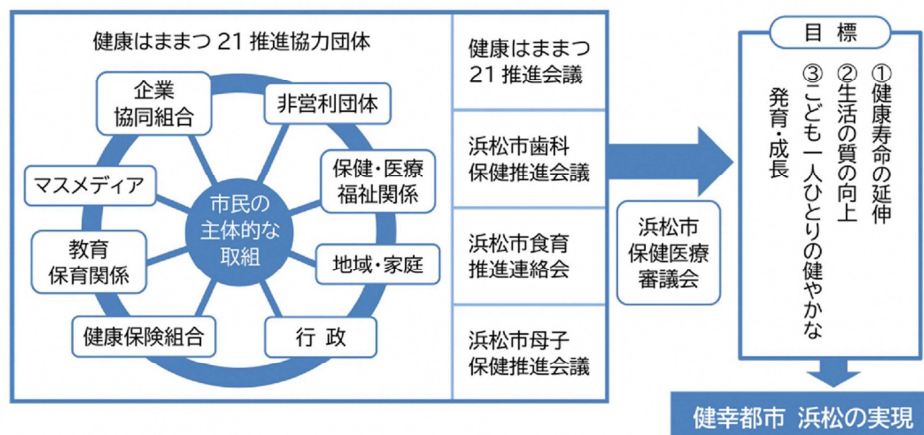 健康はままつ 21 推進協力団体
企業
協同組合
非営利団体
マスメディア
保健・医療
福祉関係
市民の
主体的な
取組
教育
保育関係
地域・家庭
健康保険組合
行 政
健康はままつ
21 推進会議
浜松市歯科
保健推進会議
浜松市食育
推進連絡会
浜松市母子
保健推進会議
浜松市
保健医療
審議会
目 標
①健康寿命の延伸
②生活の質の向上
③こども一人ひとりの健やかな
発育・成長
健幸都市 浜松の実現